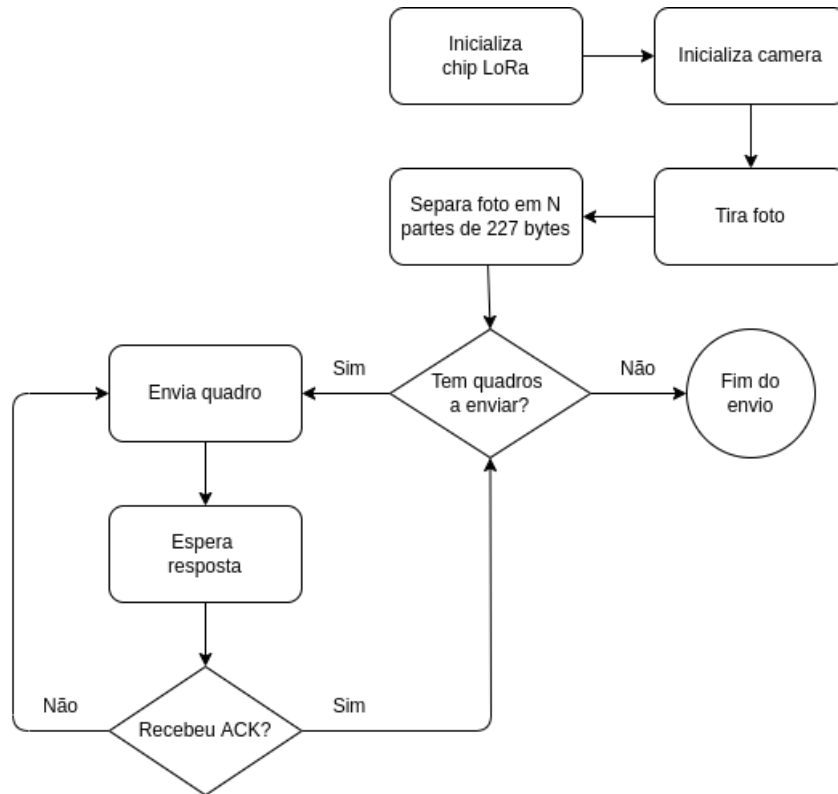 Inicializa
chip LoRa
Inicializa camera
Separa foto em N
partes de 227 bytes
Tira foto
Sim
Não
Envia quadro
Tem quadros
a enviar?
Fim do
envio
Espera
resposta
Não
Sim
Recebeu ACK?